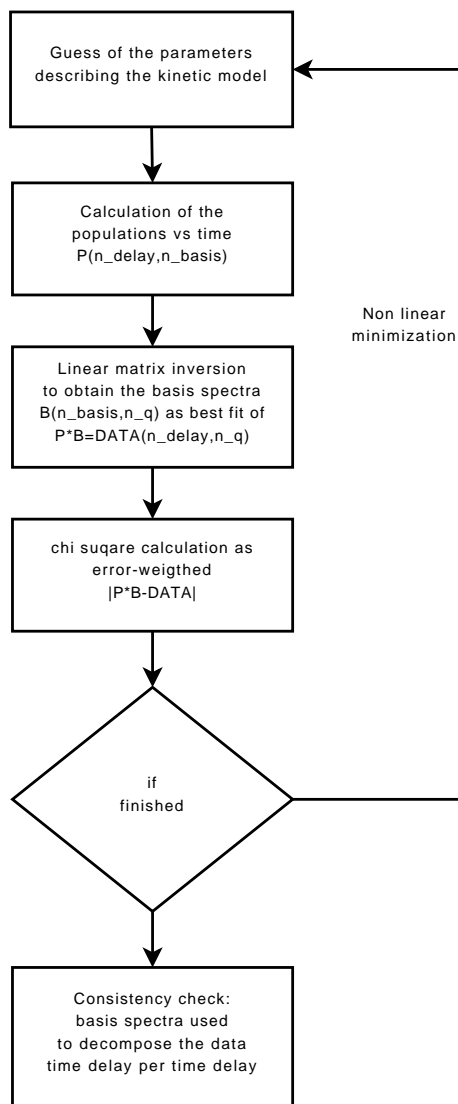 Guess of the parameters
describing the kinetic model
Calculation of the
populations vs time
P(n_delay,n_basis)
Non linear
minimization
Linear matrix inversion
to obtain the basis spectra
B(n_basis,n_q) as best fit of
P*B=DATA(n_delay,n_q)
chi suqare calculation as
error-weigthed
|P*B-DATA|
if
finished
Consistency check:
basis spectra used
to decompose the data
time delay per time delay